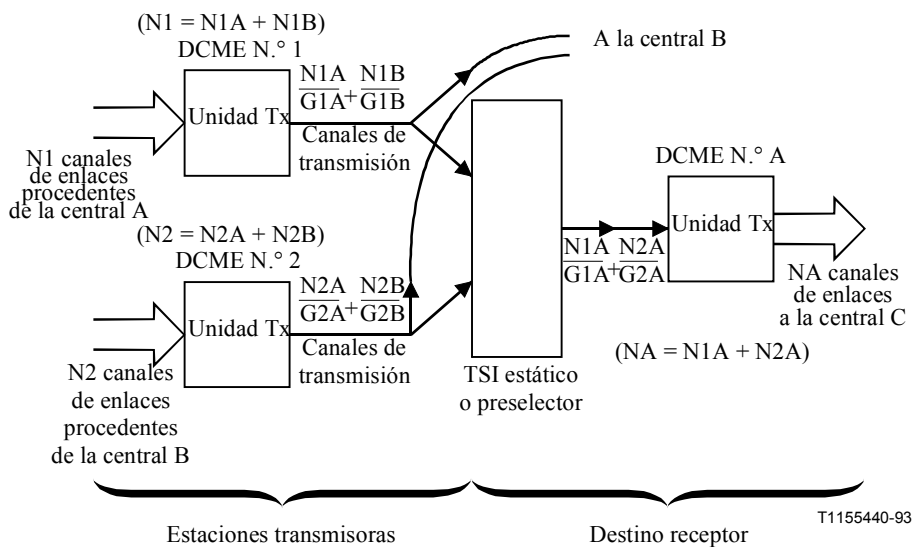 (N1 = N1A + N1B)
DCME N.° 1
A la central B
N1A/G1A + N1B/G1B
Unidad Tx
Canales de
transmisión
N1 canales
de enlaces
procedentes
de la central A
DCME N.° A
Unidad Tx
(N2 = N2A + N2B)
DCME N.° 2
N1A/G1A + N2A/G2A
NA canales
de enlaces
a la central C
N2A/G2A + N2B/G2B
Unidad Tx
Canales de
transmisión
(NA = N1A + N2A)
N2 canales
de enlaces
procedentes
de la central B
TSI estático
o preselector
T1155440-93
Estaciones transmisoras
Destino receptor